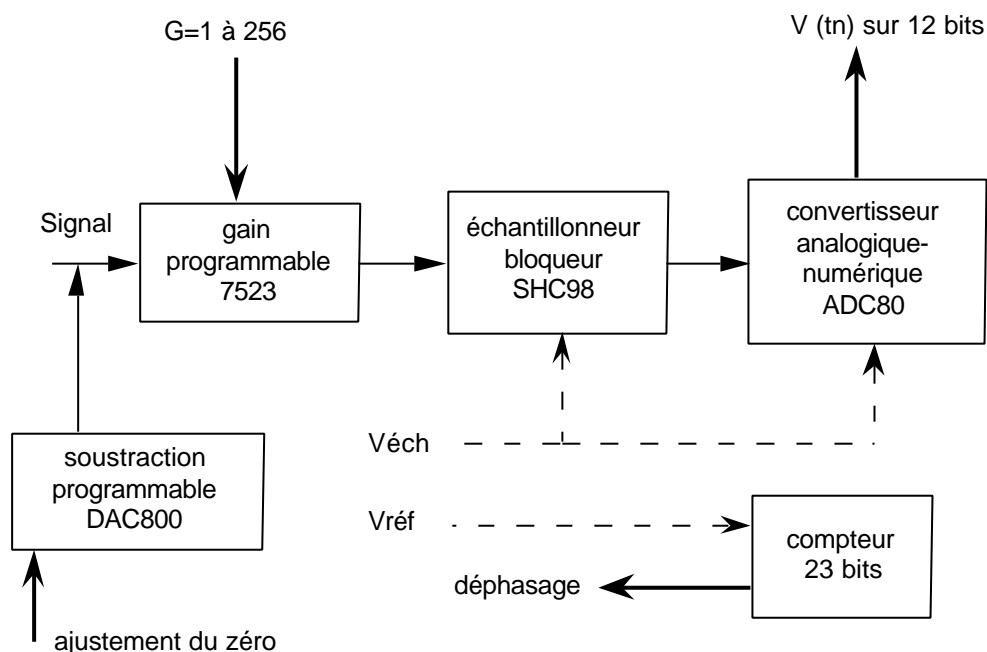 G=1 à 256
V (tn) sur 12 bits
Signal
gain
programmable
7523
échantillonneur
bloqueur
SHC98
convertisseur
analogique-
numérique
ADC80
soustraction
programmable
DAC800
Véch
Vréf
compteur
23 bits
déphasage
ajustement du zéro